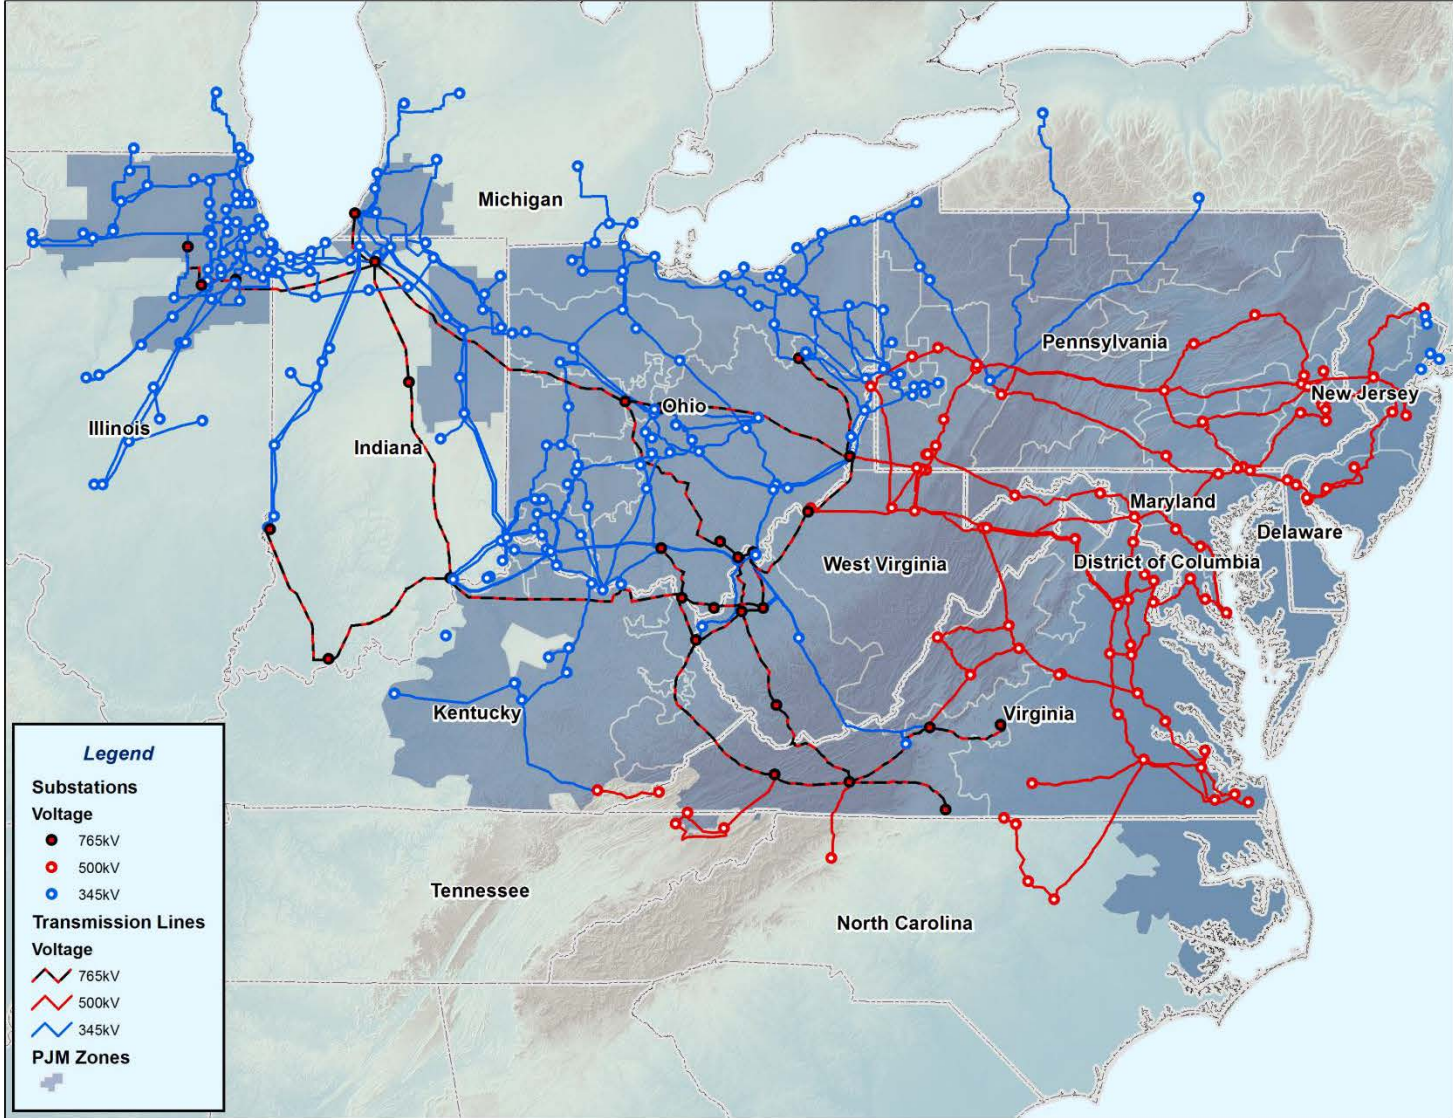 Michigan
Pennsylvania
New Jersey
Ohio
Illinois
Indiana
Maryland
Delaware
West Virginia
District of Columbia
Kentucky
Virginia
Tennessee
North Carolina
Legend
Substations
Voltage
765kV
500kV
345kV
Transmission Lines
Voltage
765kV
500kV
345kV
PJM Zones